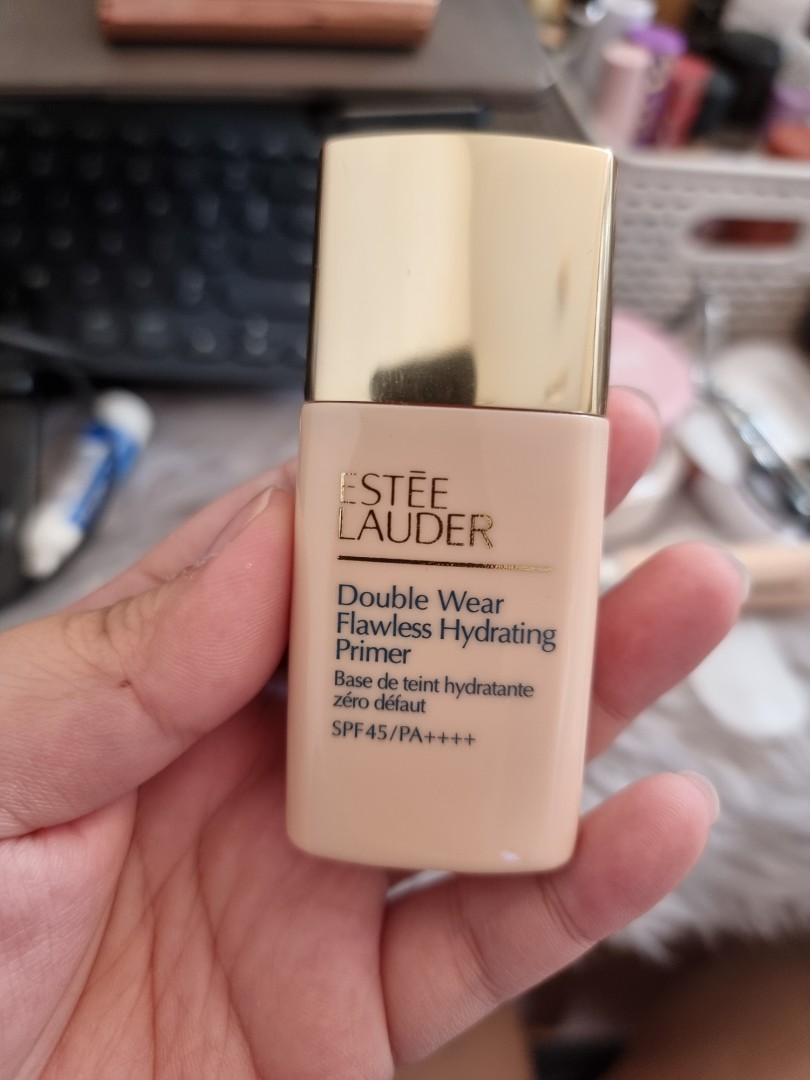 ESTĒE
LAUDER
Double Wear
Flawless Hydrating
Primer
Base de teint hydratante
zéro défaut
SPF45/PA++++